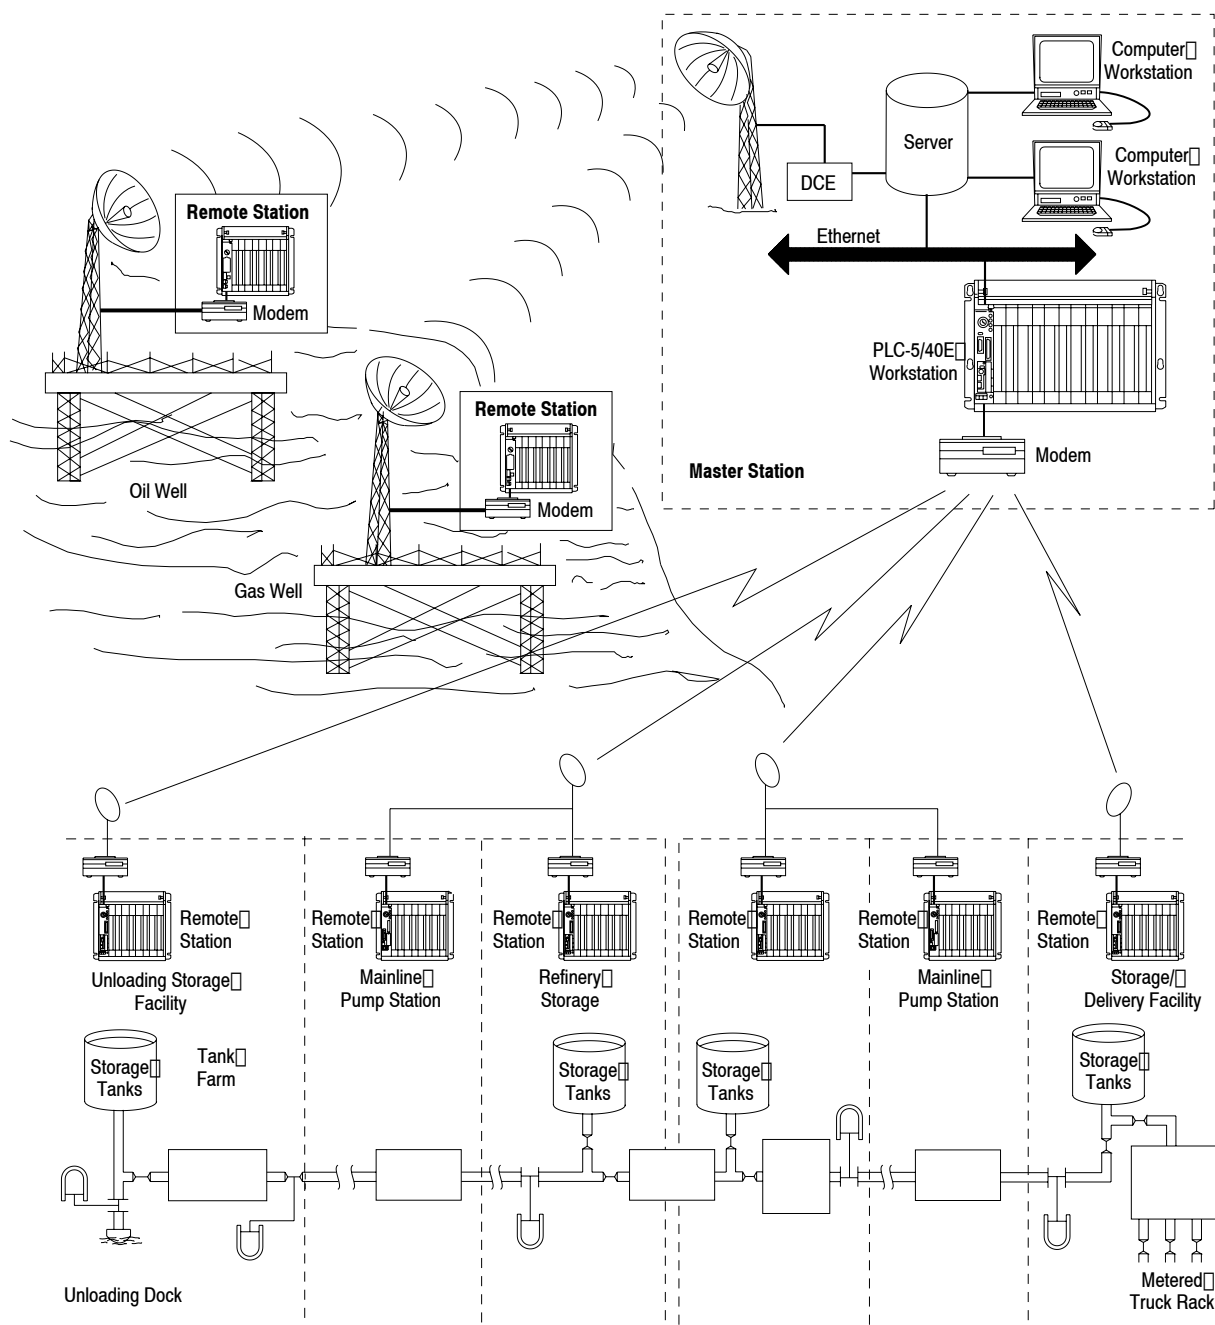 Computer
Workstation
Server
Computer
Workstation
DCE
Ethernet
Remote Station
Modem
PLC-5/40E
Workstation
Remote Station
Modem
Modem
Master Station
Oil Well
Gas Well
Remote
Station
Remote
Station
Remote
Station
Remote
Station
Remote
Station
Remote
Station
Unloading Storage
Facility
Mainline
Pump Station
Refinery
Storage
Mainline
Pump Station
Storage/
Delivery Facility
Storage
Tanks
Tank
Farm
Storage
Tanks
Storage
Tanks
Storage
Tanks
Unloading Dock
Metered
Truck Rack